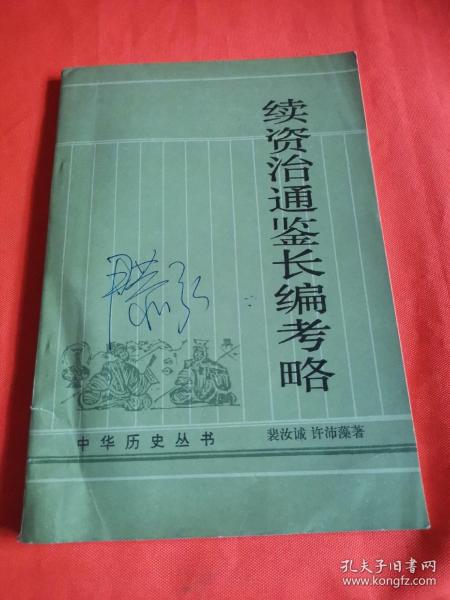 续资治通鉴长编考略
裴汝诚 许沛藻著
中华历史丛书
孔夫子旧书网
www.kongfz.com